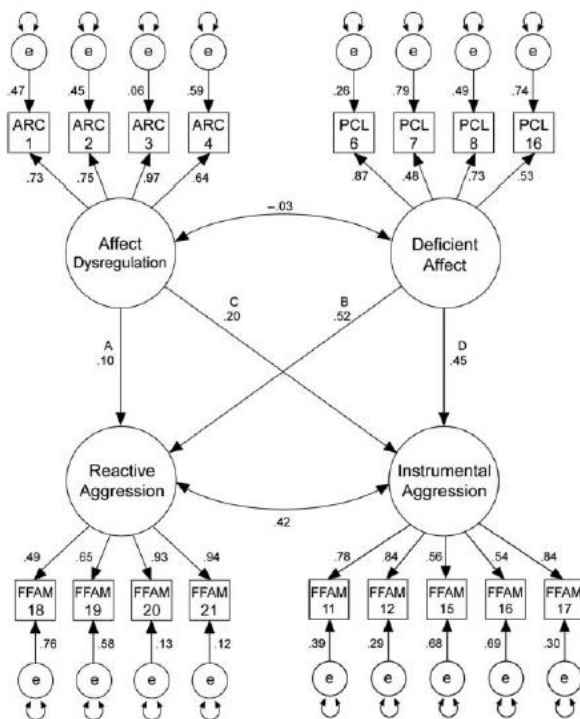 e e e e e e e e
.47 .45 .06 .59 .26 .79 .49 .74
ARC ARC ARC ARC PCL PCL PCL PCL
1 2 3 4 6 7 8 16
.73 .75 .97 .64 .87 .48 .73 .53
–.03
Affect
Dysregulation
Deficient
Affect
C B
.20 .52
A D
.10 .45
Reactive
Aggression
Instrumental
Aggression
.42
.49 .65 .93 .94 .78 .84 .56 .54 .84
FFAM FFAM FFAM FFAM FFAM FFAM FFAM FFAM FFAM
18 19 20 21 11 12 15 16 17
.76 .58 .13 .12 .39 .29 .68 .69 .30
e e e e e e e e e